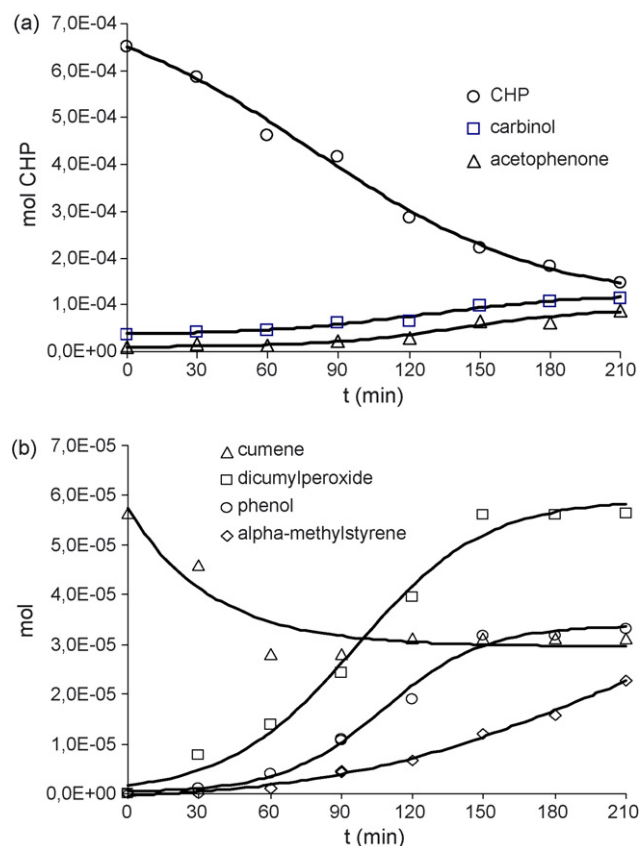 (a)
7,0E-04
6,0E-04
5,0E-04
4,0E-04
3,0E-04
2,0E-04
1,0E-04
0,0E+00
mol CHP
CHP
carbinol
acetophenone
0 30 60 90 120 150 180 210
t (min)
(b)
7,0E-05
6,0E-05
5,0E-05
4,0E-05
3,0E-05
2,0E-05
1,0E-05
0,0E+00
mol
cumene
dicumylperoxide
phenol
alpha-methylstyrene
0 30 60 90 120 150 180 210
t (min)